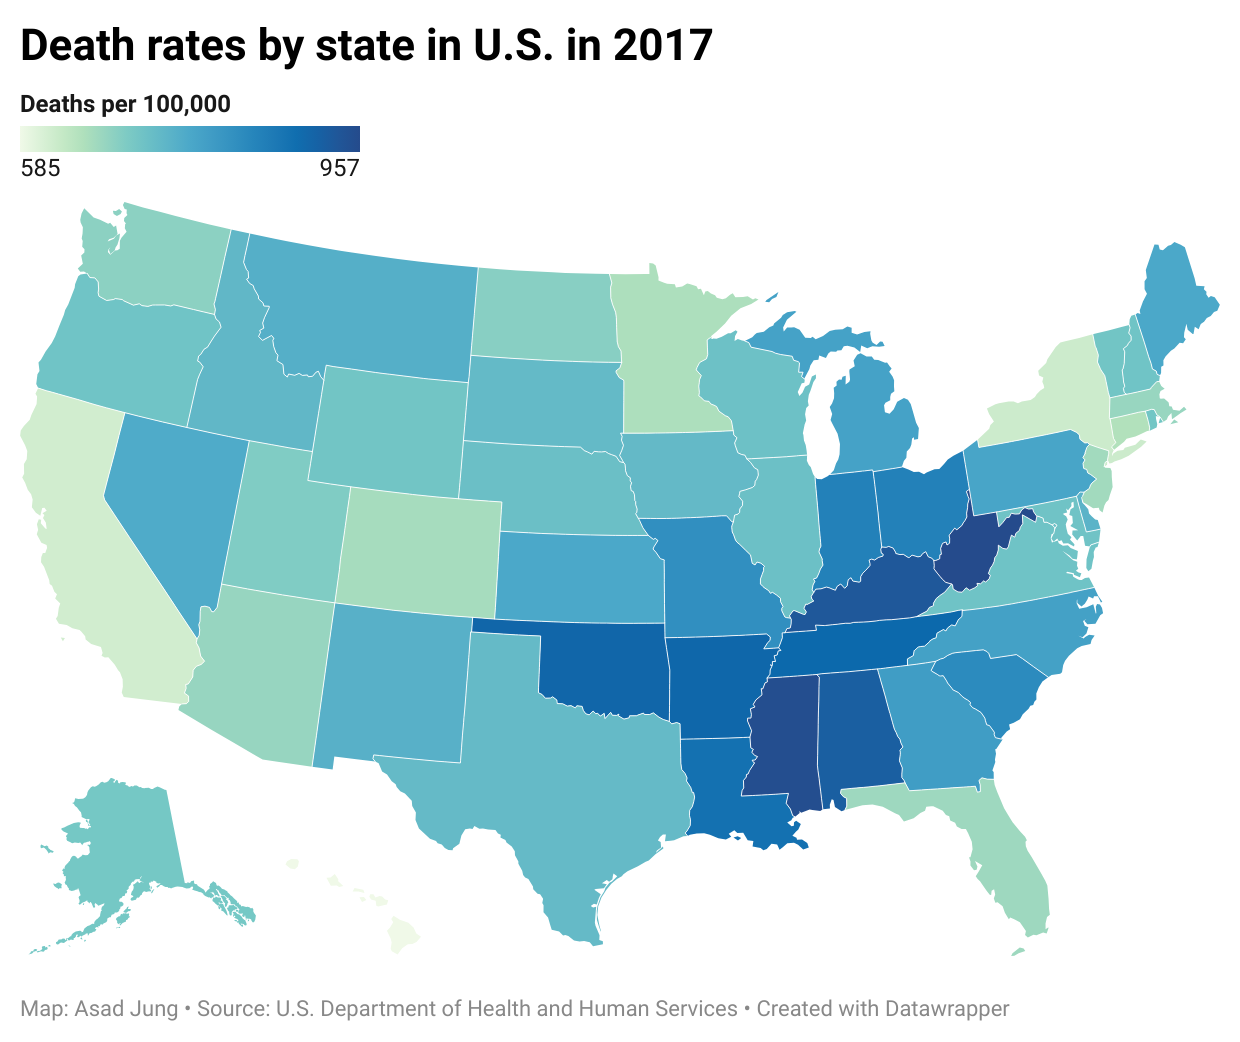 Death rates by state in U.S. in 2017
Deaths per 100,000
585 957
Map: Asad Jung • Source: U.S. Department of Health and Human Services • Created with Datawrapper